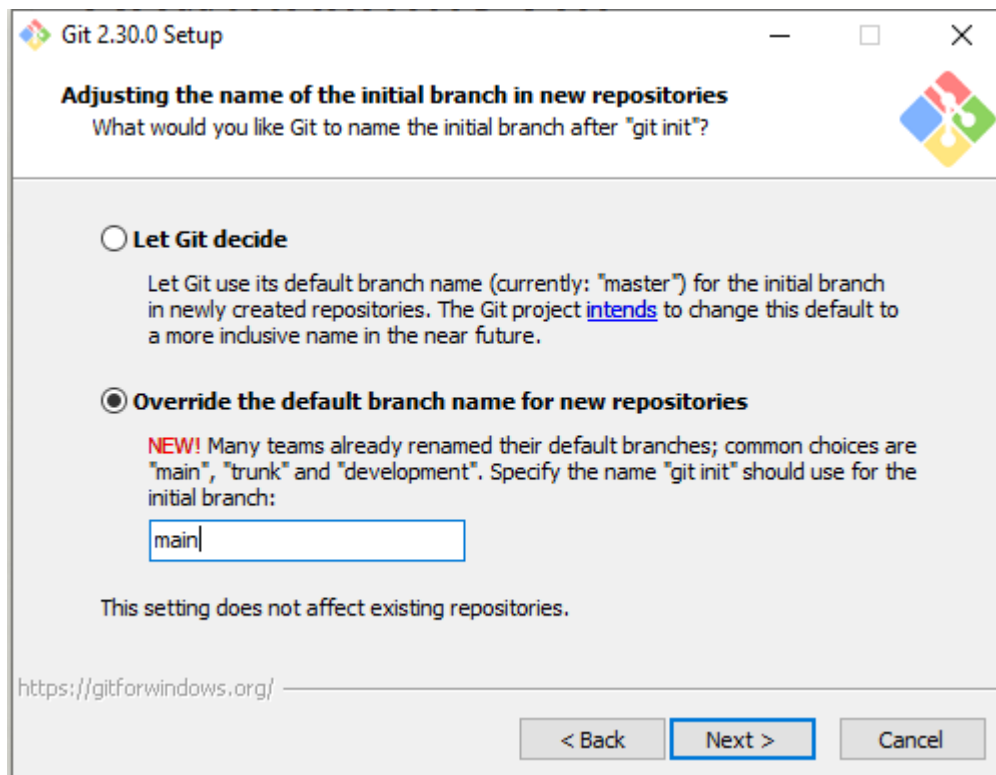 Git 2.30.0 Setup
Adjusting the name of the initial branch in new repositories
What would you like Git to name the initial branch after "git init"?
Let Git decide
Let Git use its default branch name (currently: "master") for the initial branch
in newly created repositories. The Git project intends to change this default to
a more inclusive name in the near future.
Override the default branch name for new repositories
NEW! Many teams already renamed their default branches; common choices are
"main", "trunk" and "development". Specify the name "git init" should use for the
initial branch:
main
This setting does not affect existing repositories.
https://gitforwindows.org/
< Back Next > Cancel